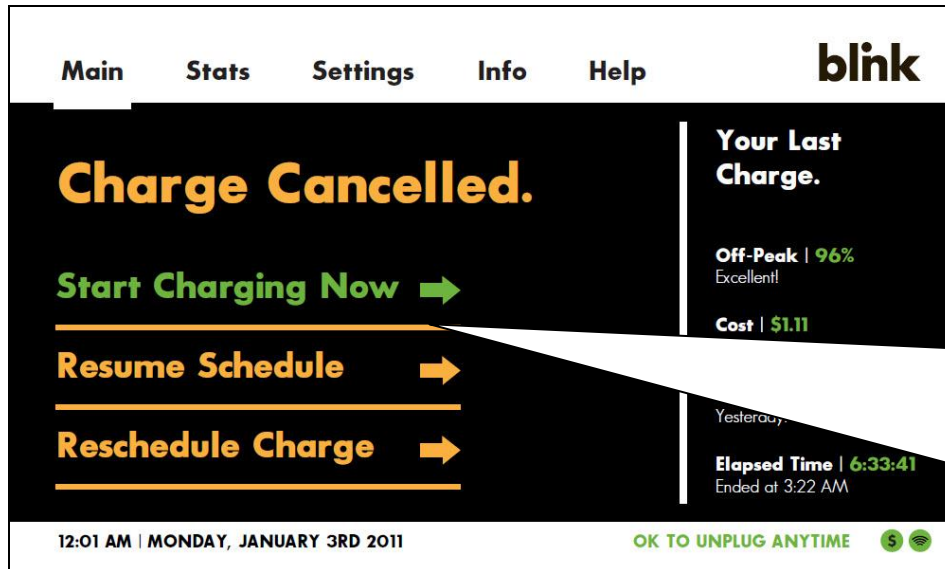 Main Stats Settings Info Help blink
Charge Cancelled.
Start Charging Now
Resume Schedule
Reschedule Charge
Your Last
Charge.
Off-Peak | 96%
Excellent!
Cost | $1.11
Yesterday
Elapsed Time | 6:33:41
Ended at 3:22 AM
12:01 AM | MONDAY, JANUARY 3RD 2011 OK TO UNPLUG ANYTIME $